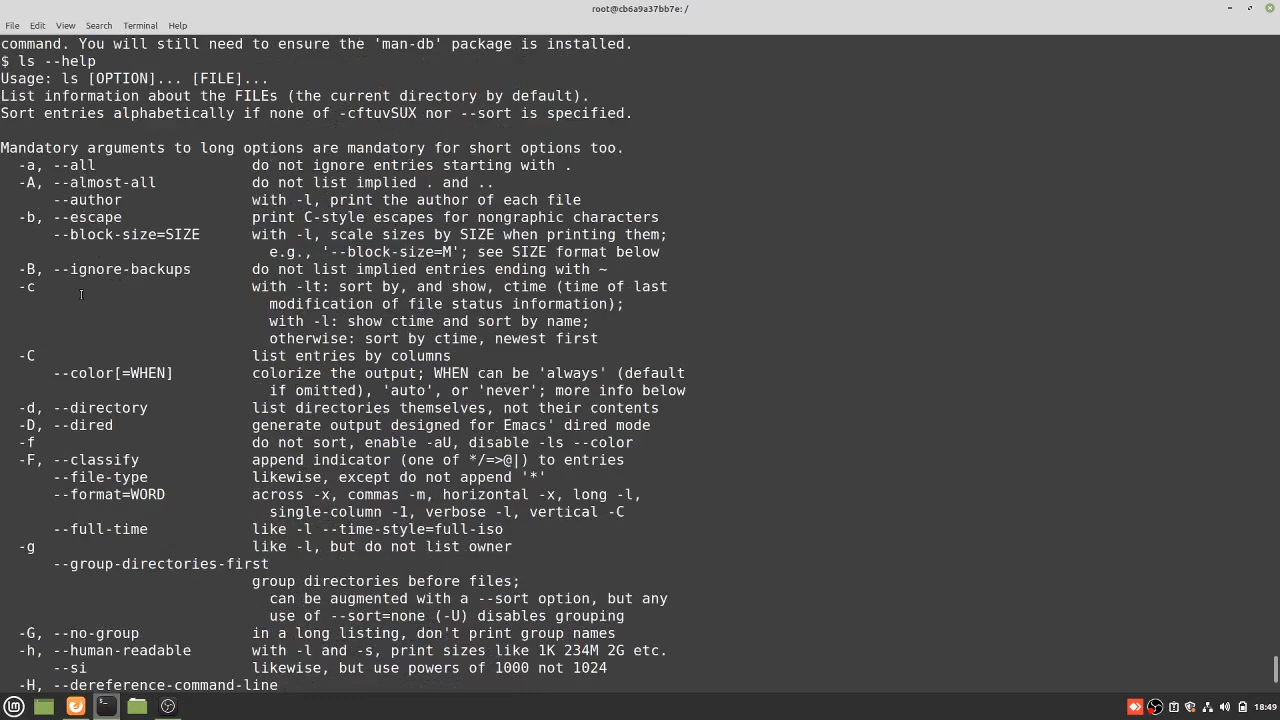 root@cb6a9a37bb7e: /
File Edit View Search Terminal Help
command. You will still need to ensure the 'man-db' package is installed.
$ ls --help
Usage: ls [OPTION]... [FILE]...
List information about the FILEs (the current directory by default).
Sort entries alphabetically if none of -cftuvSUX nor --sort is specified.
Mandatory arguments to long options are mandatory for short options too.
-a, --all do not ignore entries starting with .
-A, --almost-all do not list implied . and ..
--author with -l, print the author of each file
-b, --escape print C-style escapes for nongraphic characters
--block-size=SIZE with -l, scale sizes by SIZE when printing them;
e.g., '--block-size=M'; see SIZE format below
-B, --ignore-backups do not list implied entries ending with ~
-c with -lt: sort by, and show, ctime (time of last
modification of file status information);
with -l: show ctime and sort by name;
otherwise: sort by ctime, newest first
-C list entries by columns
--color[=WHEN] colorize the output; WHEN can be 'always' (default
if omitted), 'auto', or 'never'; more info below
-d, --directory list directories themselves, not their contents
-D, --dired generate output designed for Emacs' dired mode
-f do not sort, enable -aU, disable -ls --color
-F, --classify append indicator (one of */=>@|) to entries
--file-type likewise, except do not append '*'
--format=WORD across -x, commas -m, horizontal -x, long -l,
single-column -1, verbose -l, vertical -C
--full-time like -l --time-style=full-iso
-g like -l, but do not list owner
--group-directories-first
group directories before files;
can be augmented with a --sort option, but any
use of --sort=none (-U) disables grouping
-G, --no-group in a long listing, don't print group names
-h, --human-readable with -l and -s, print sizes like 1K 234M 2G etc.
--si likewise, but use powers of 1000 not 1024
-H, --dereference-command-line
18:49